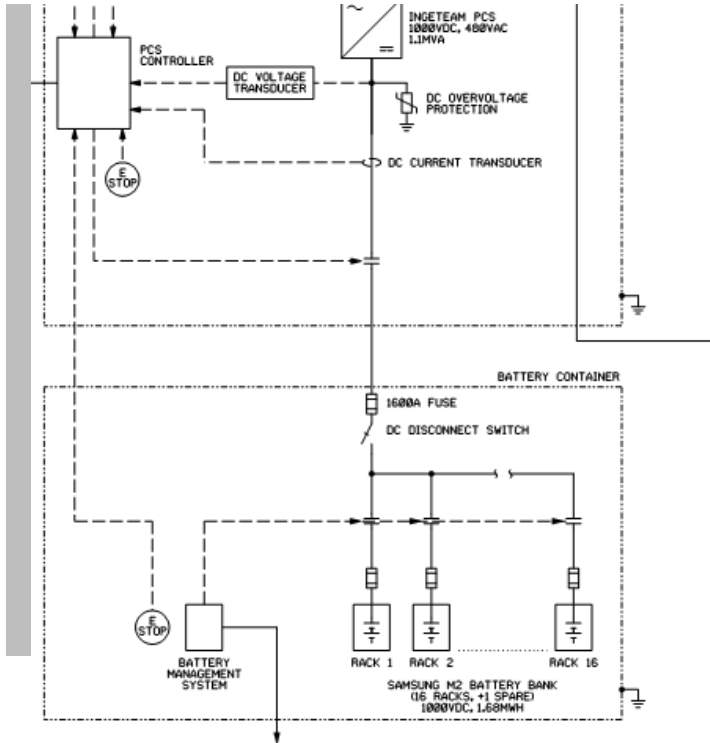 INGETEAM PCS
1000VDC, 480VAC
1.1MVA
PCS
CONTROLLER
DC VOLTAGE
TRANSDUCER
DC OVERVOLTAGE
PROTECTION
DC CURRENT TRANSDUCER
E
STOP
BATTERY CONTAINER
1600A FUSE
DC DISCONNECT SWITCH
E
STOP
BATTERY
MANAGEMENT
SYSTEM
RACK 1
RACK 2
RACK 16
SAMSUNG M2 BATTERY BANK
(16 RACKS, +1 SPARE)
1000VDC, 1.68MWH